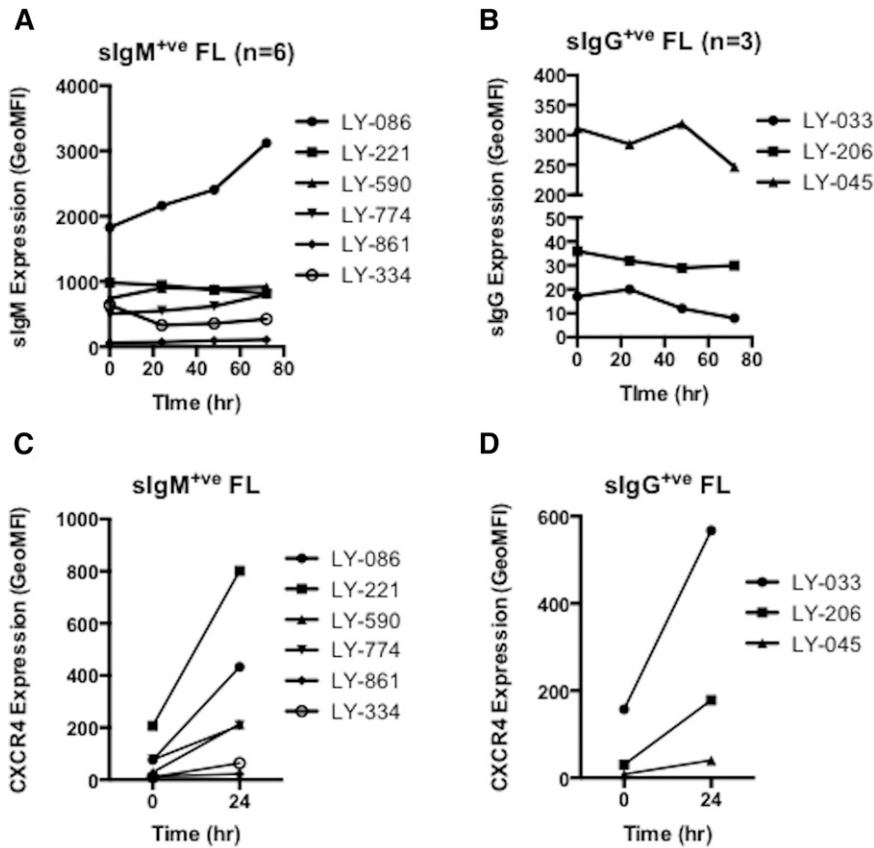 A
sIgM+ve FL (n=6)
sIgM Expression (GeoMFI)
4000
3000
2000
1000
0
0 20 40 60 80
TIme (hr)
LY-086
LY-221
LY-590
LY-774
LY-861
LY-334
B
sIgG+ve FL (n=3)
sIgG Expression (GeoMFI)
400
350
300
250
200
50
40
30
20
10
0
0 20 40 60 80
TIme (hr)
LY-033
LY-206
LY-045
C
sIgM+ve FL
CXCR4 Expression (GeoMFI)
1000
800
600
400
200
0
0 24
Time (hr)
LY-086
LY-221
LY-590
LY-774
LY-861
LY-334
D
sIgG+ve FL
CXCR4 Expression (GeoMFI)
600
400
200
0
0 24
Time (hr)
LY-033
LY-206
LY-045